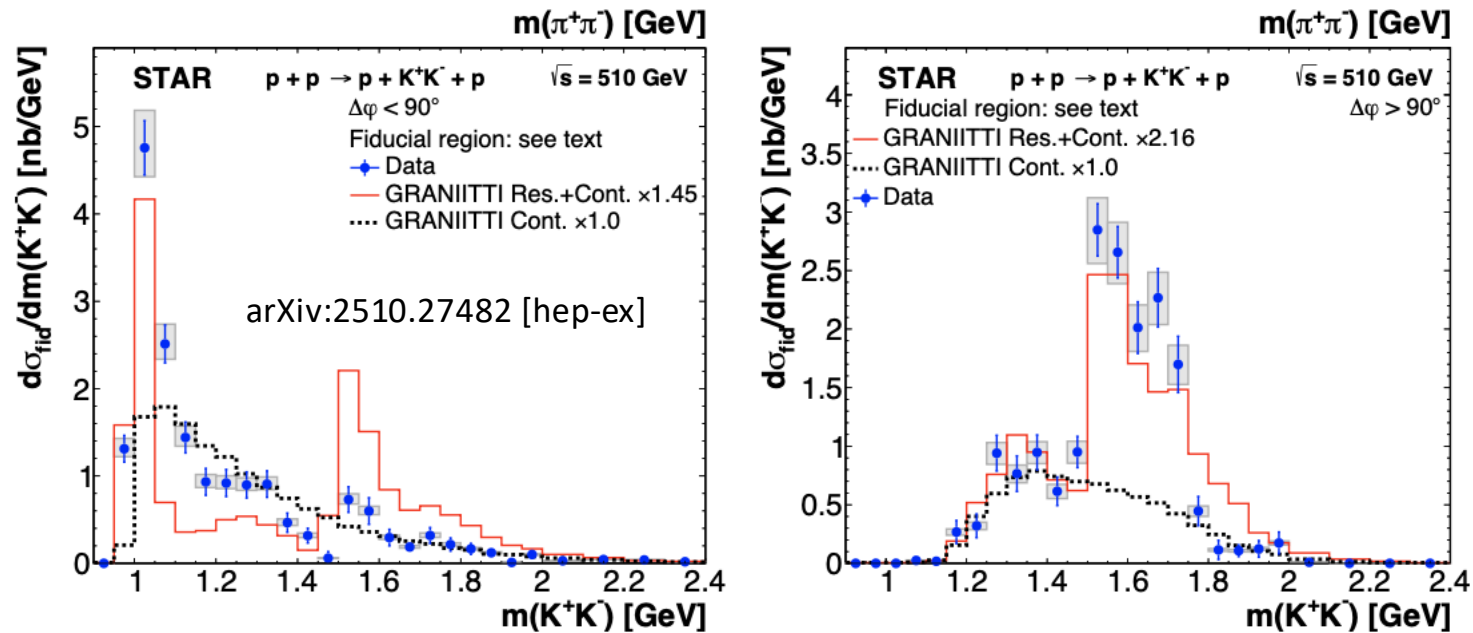 m(π⁺π⁻) [GeV]
STAR p + p → p + K⁺K⁻ + p √s = 510 GeV
Δφ < 90°
Fiducial region: see text
Data
GRANIITTI Res.+Cont. ×1.45
GRANIITTI Cont. ×1.0
arXiv:2510.27482 [hep-ex]
dσfid/dm(K⁺K⁻) [nb/GeV]
5
4
3
2
1
0
1 1.2 1.4 1.6 1.8 2 2.2 2.4
m(K⁺K⁻) [GeV]
m(π⁺π⁻) [GeV]
STAR p + p → p + K⁺K⁻ + p √s = 510 GeV
Fiducial region: see text Δφ > 90°
GRANIITTI Res.+Cont. ×2.16
GRANIITTI Cont. ×1.0
Data
dσfid/dm(K⁺K⁻) [nb/GeV]
4
3.5
3
2.5
2
1.5
1
0.5
0
1 1.2 1.4 1.6 1.8 2 2.2 2.4
m(K⁺K⁻) [GeV]